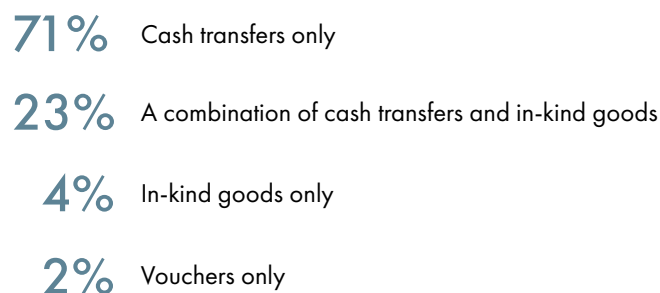 71% Cash transfers only
23% A combination of cash transfers and in-kind goods
4% In-kind goods only
2% Vouchers only